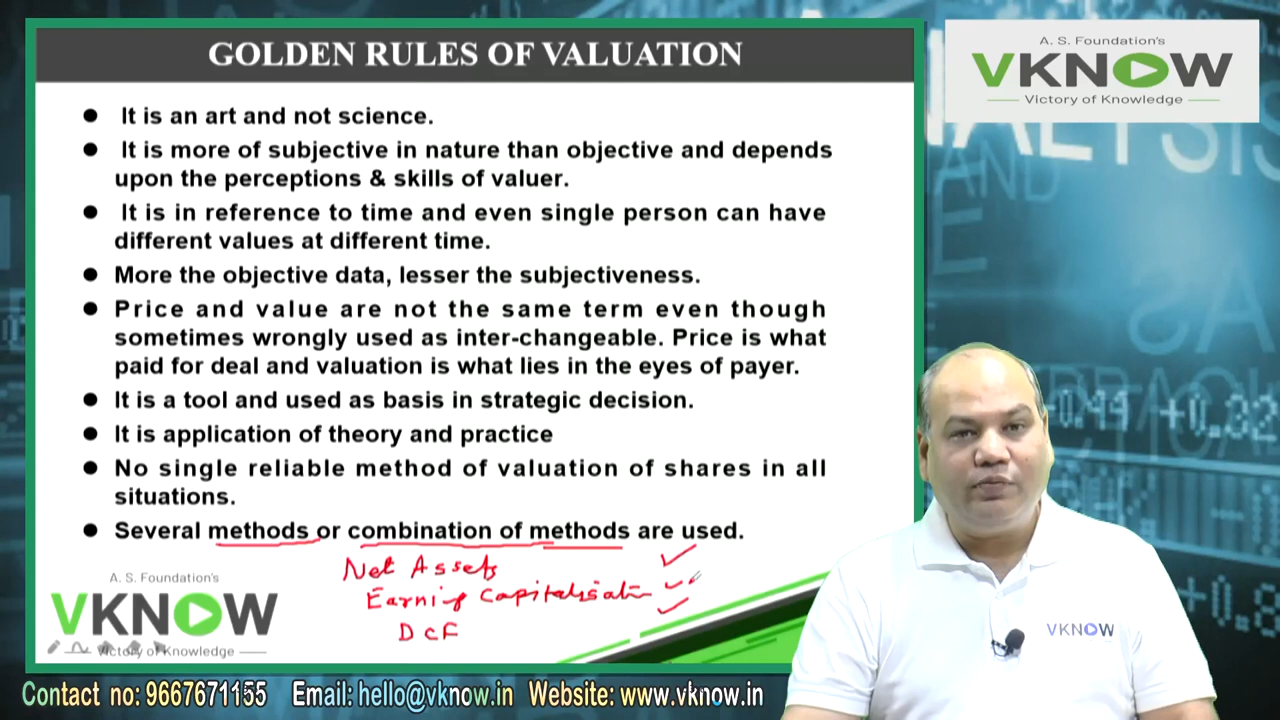 GOLDEN RULES OF VALUATION
A. S. Foundation's
VKNOW
Victory of Knowledge
● It is an art and not science.
● It is more of subjective in nature than objective and depends
upon the perceptions & skills of valuer.
● It is in reference to time and even single person can have
different values at different time.
● More the objective data, lesser the subjectiveness.
● Price and value are not the same term even though
sometimes wrongly used as inter-changeable. Price is what
paid for deal and valuation is what lies in the eyes of payer.
● It is a tool and used as basis in strategic decision.
● It is application of theory and practice
● No single reliable method of valuation of shares in all
situations.
● Several methods or combination of methods are used.
Net Assets
Earning Capitalisation
DCF
A. S. Foundation's
VKNOW
Victory of Knowledge
VKNOW
Contact no: 9667671155 Email: hello@vknow.in Website: www.vknow.in
AND
+0.32